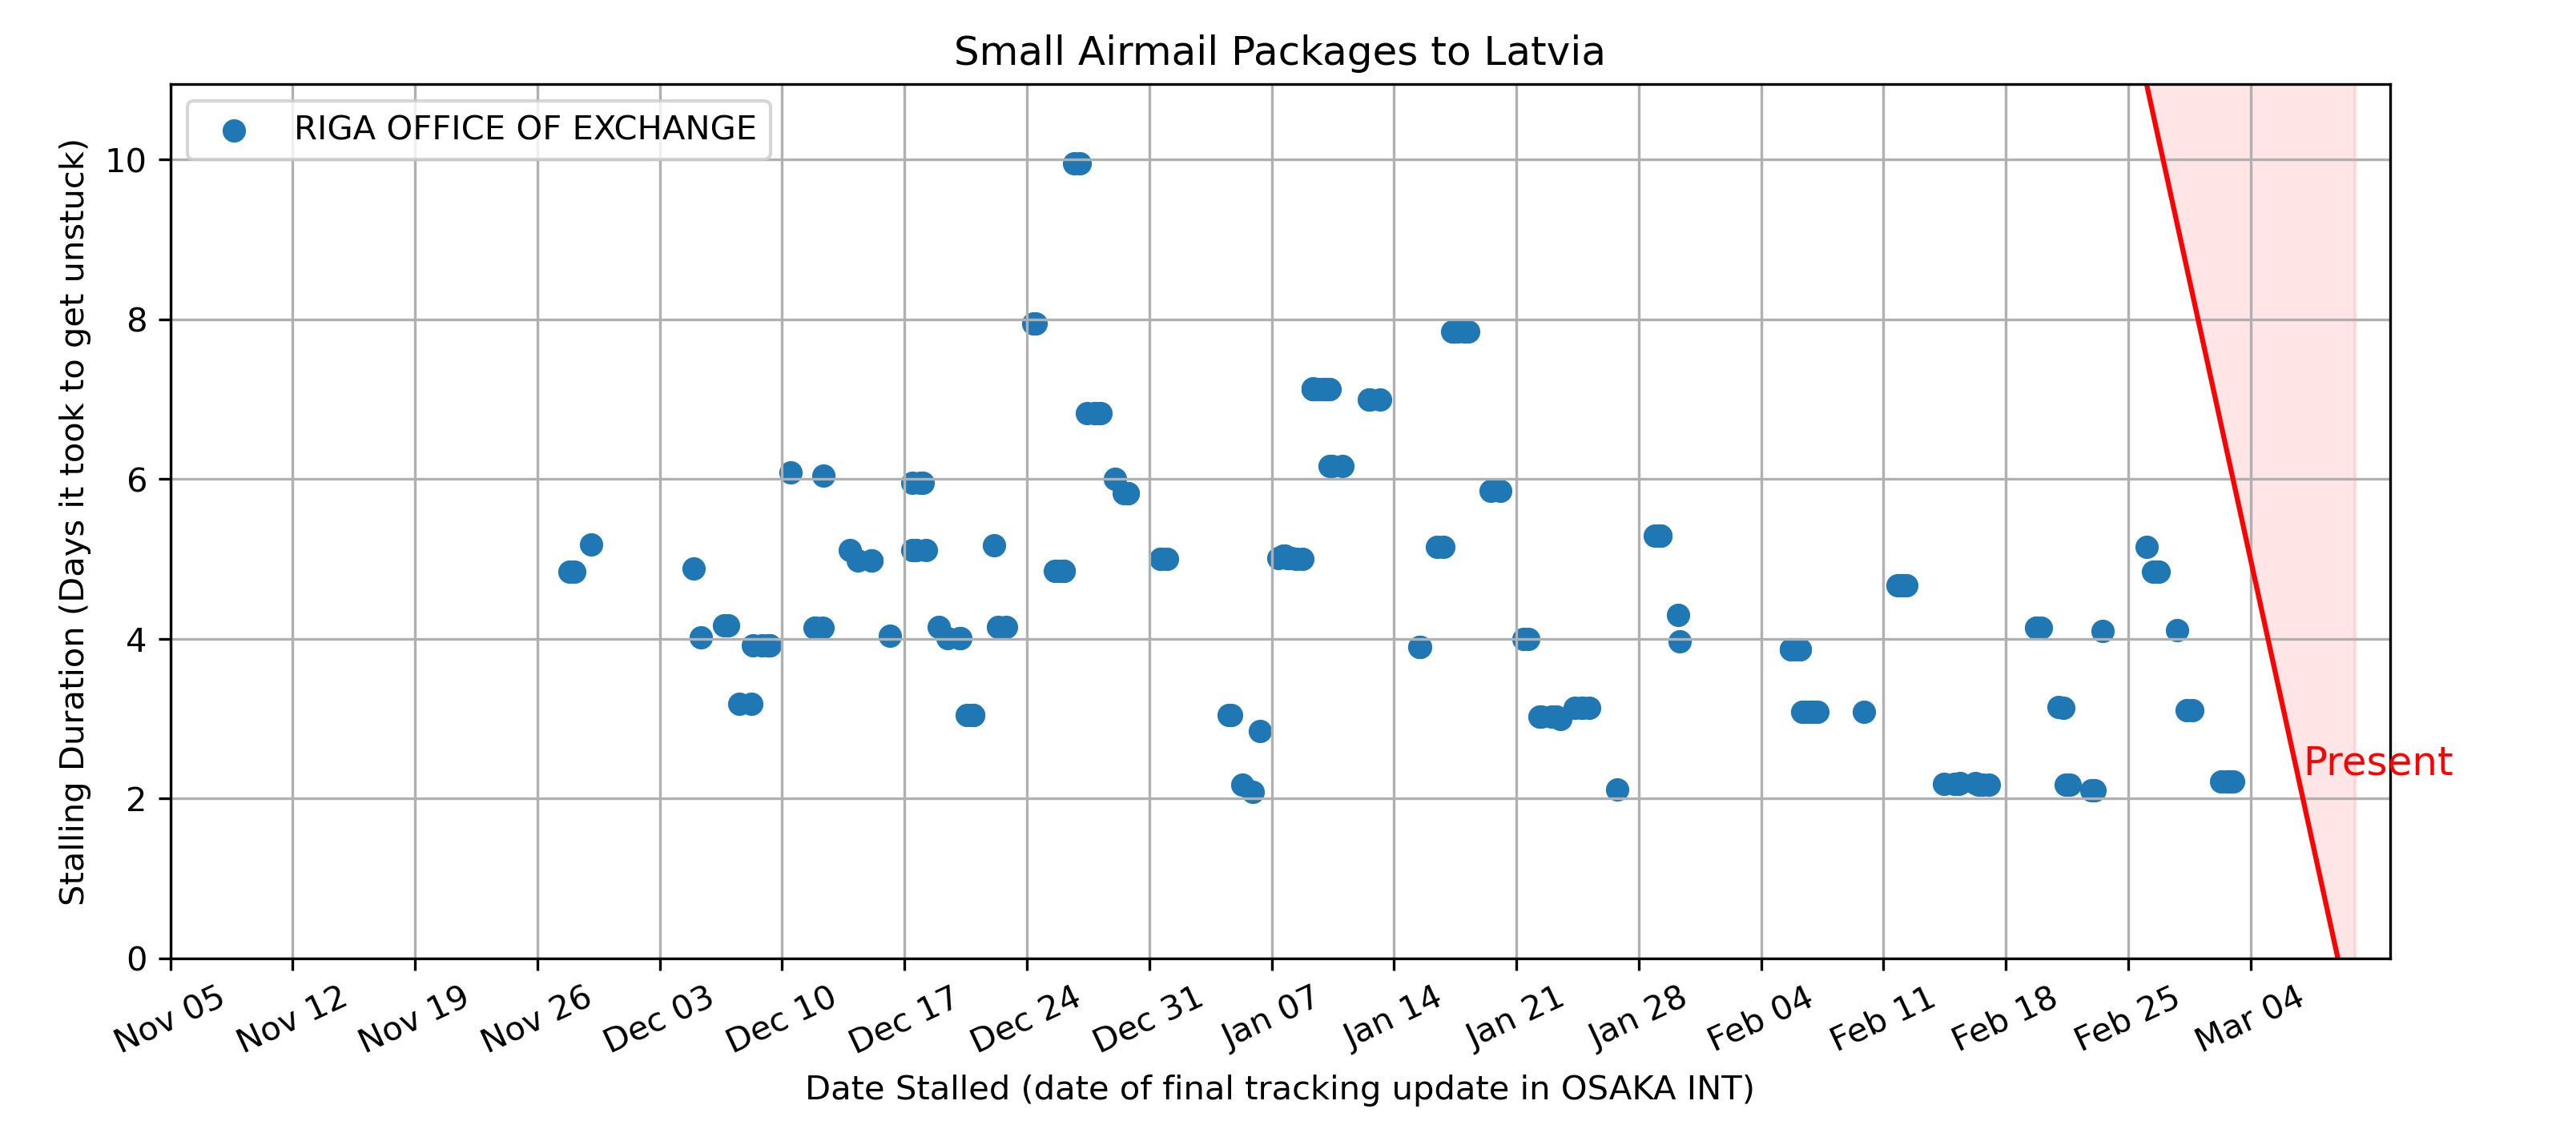 Small Airmail Packages to Latvia
RIGA OFFICE OF EXCHANGE
Stalling Duration (Days it took to get unstuck)
10
8
6
4
2
0
Present
Nov 05
Nov 12
Nov 19
Nov 26
Dec 03
Dec 10
Dec 17
Dec 24
Dec 31
Jan 07
Jan 14
Jan 21
Jan 28
Feb 04
Feb 11
Feb 18
Feb 25
Mar 04
Date Stalled (date of final tracking update in OSAKA INT)